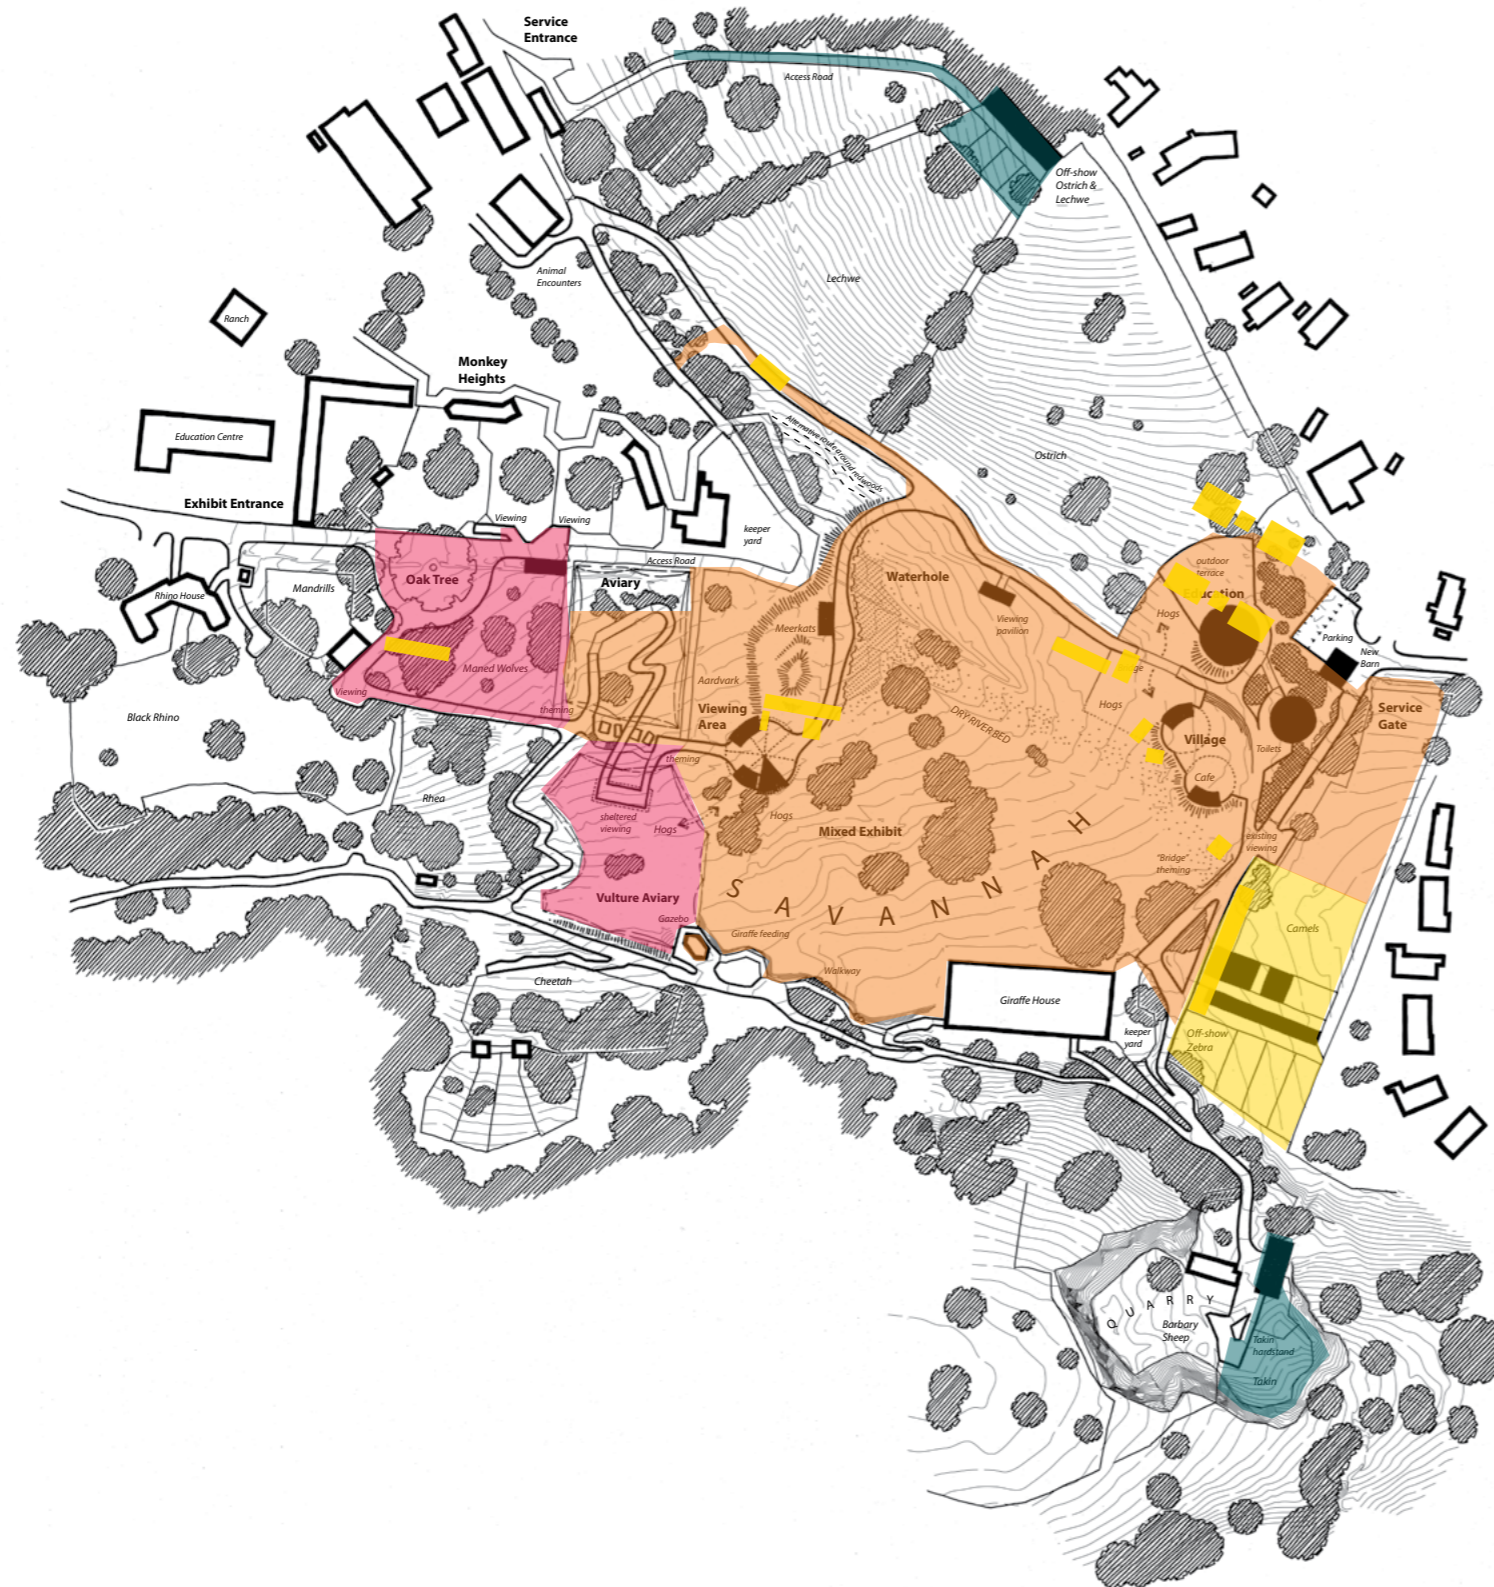 Service
Entrance
Access Road
Off-show
Ostrich &
Lechwe
Lechwe
Animal
Encounters
Ranch
Monkey
Heights
Education Centre
Alternative route around redwoods
Ostrich
Exhibit Entrance
Viewing
Viewing
keeper
yard
Access Road
Oak Tree
Aviary
Waterhole
outdoor
terrace
Education
Rhino House
Mandrills
Meerkats
Viewing
pavilion
Hogs
Parking
New
Barn
Maned Wolves
Aardvark
Viewing
theming
Viewing
Area
Hogs
Service
Gate
Black Rhino
DRY RIVER BED
Village
Toilets
theming
Cafe
Rhea
sheltered
viewing
Hogs
Hogs
Mixed Exhibit
existing
viewing
"Bridge"
theming
SAVANNAH
Vulture Aviary
Gazebo
Giraffe feeding
Camels
Walkway
Cheetah
Giraffe House
keeper
yard
Off-show
Zebra
QUARRY
Barbary
Sheep
Takin
hardstand
Takin